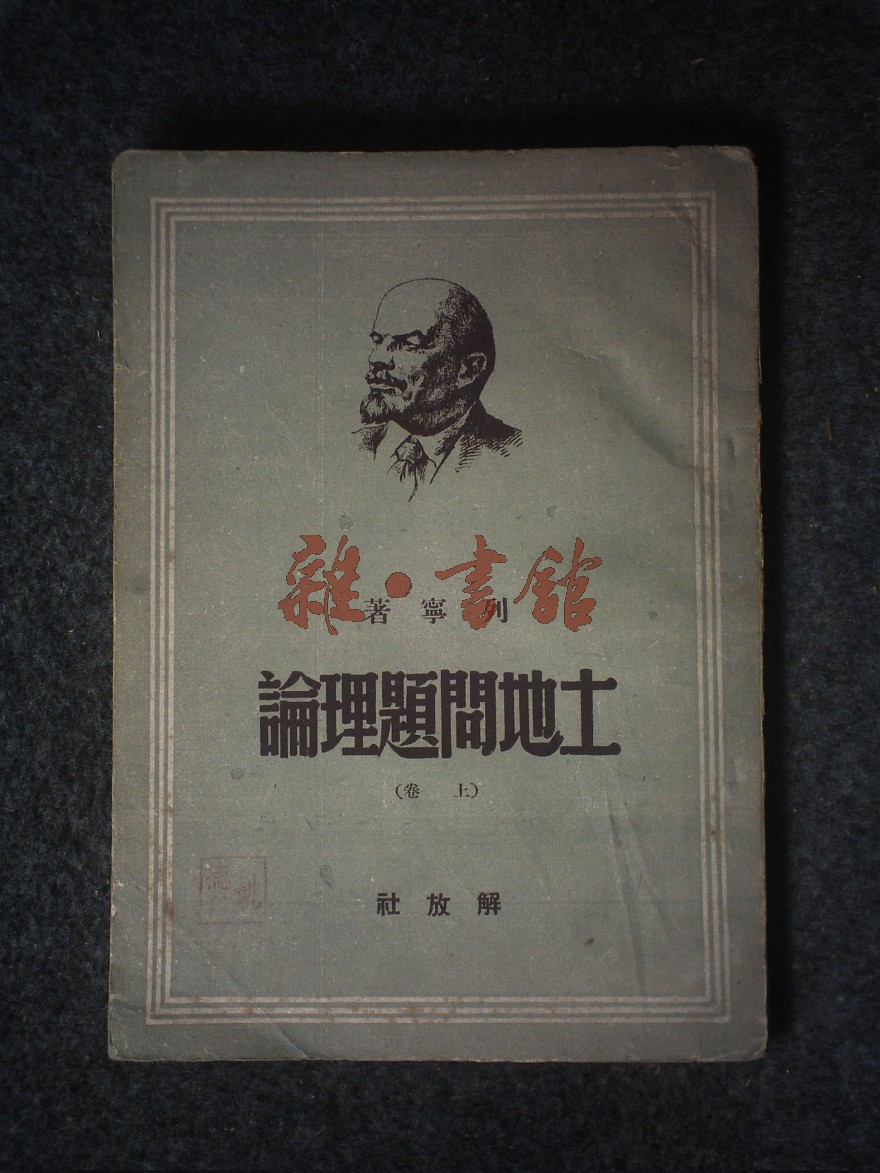 雜·書館
列寧著
土地問題理論
(上卷)
解放社